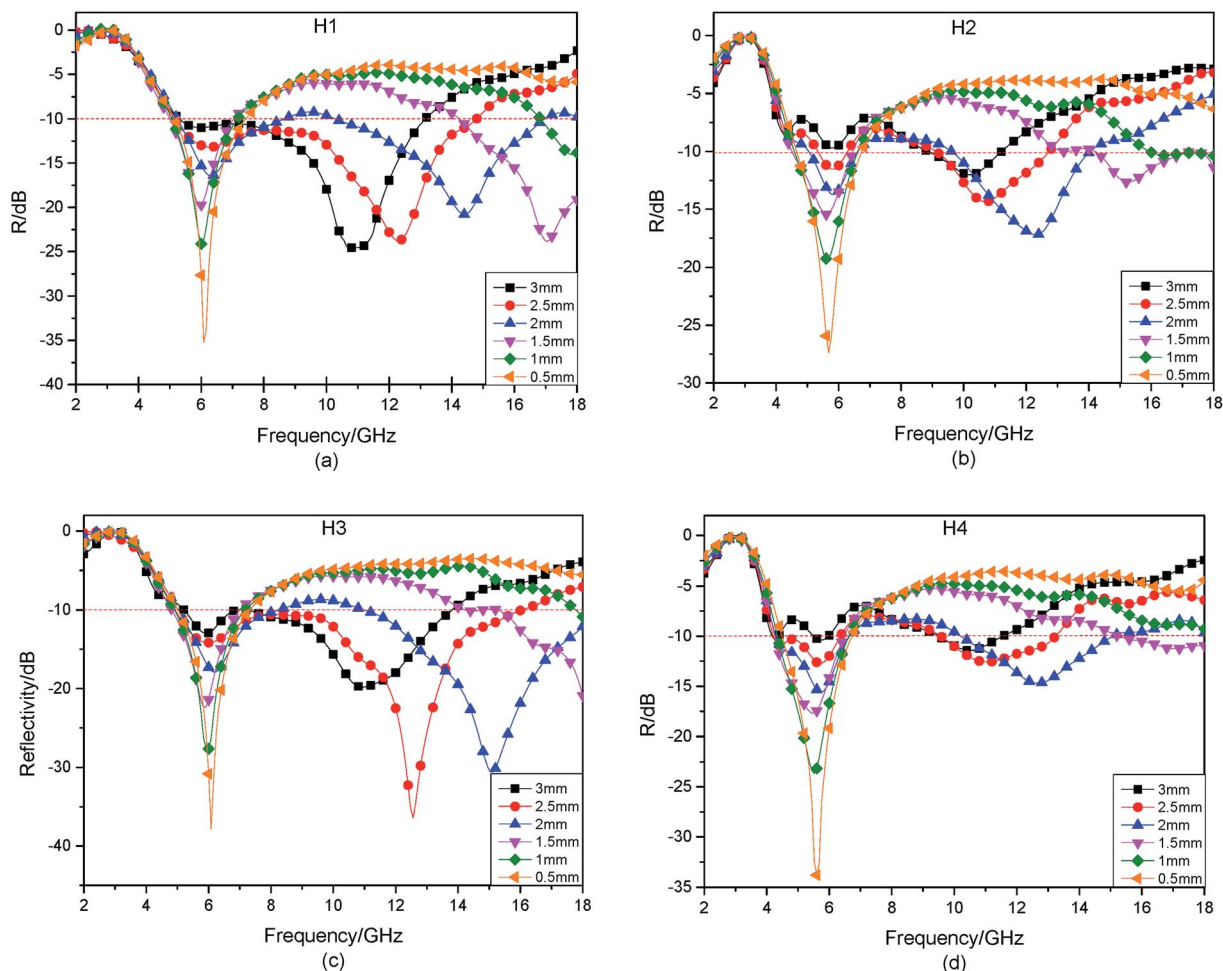 H1
R/dB
0
-5
-10
-15
-20
-25
-30
-35
-40
2 4 6 8 10 12 14 16 18
3mm
2.5mm
2mm
1.5mm
1mm
0.5mm
Frequency/GHz
(a)
H2
R/dB
0
-5
-10
-15
-20
-25
-30
2 4 6 8 10 12 14 16 18
3mm
2.5mm
2mm
1.5mm
1mm
0.5mm
Frequency/GHz
(b)
H3
Reflectivity/dB
0
-10
-20
-30
-40
2 4 6 8 10 12 14 16 18
3mm
2.5mm
2mm
1.5mm
1mm
0.5mm
Frequency/GHz
(c)
H4
R/dB
0
-5
-10
-15
-20
-25
-30
-35
2 4 6 8 10 12 14 16 18
3mm
2.5mm
2mm
1.5mm
1mm
0.5mm
Frequency/GHz
(d)